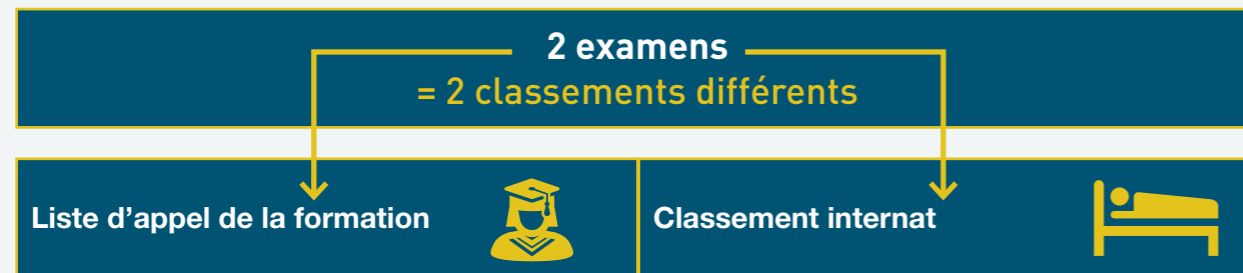 2 examens
= 2 classements différents
Liste d’appel de la formation
Classement internat